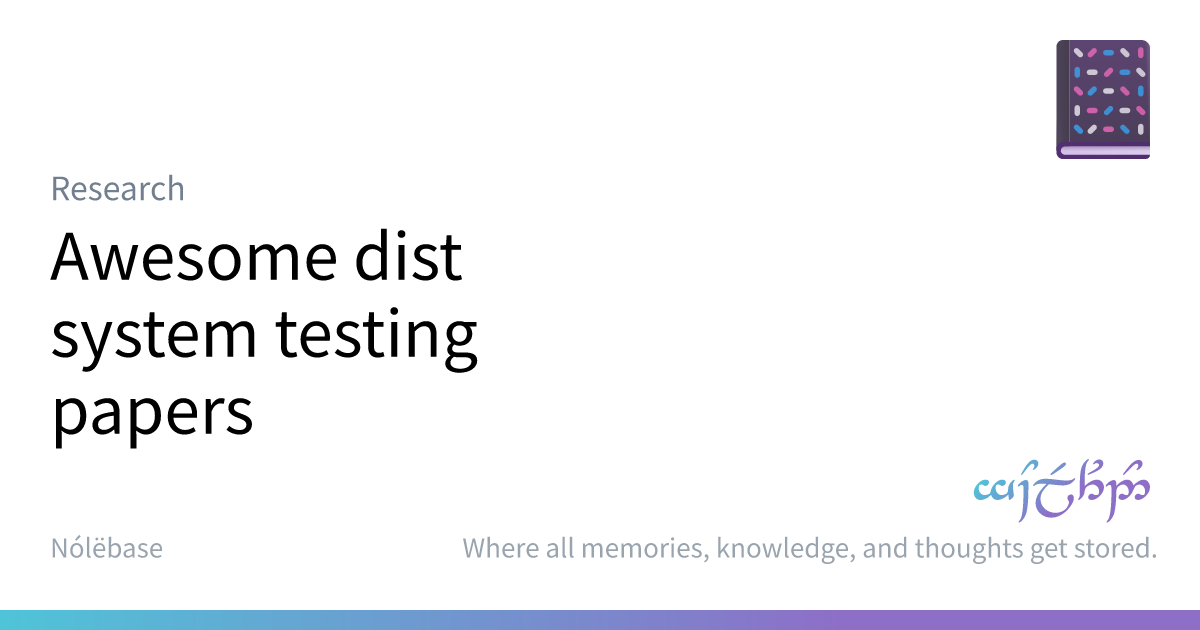 Research
Awesome dist
system testing
papers
Nólëbase
Where all memories, knowledge, and thoughts get stored.